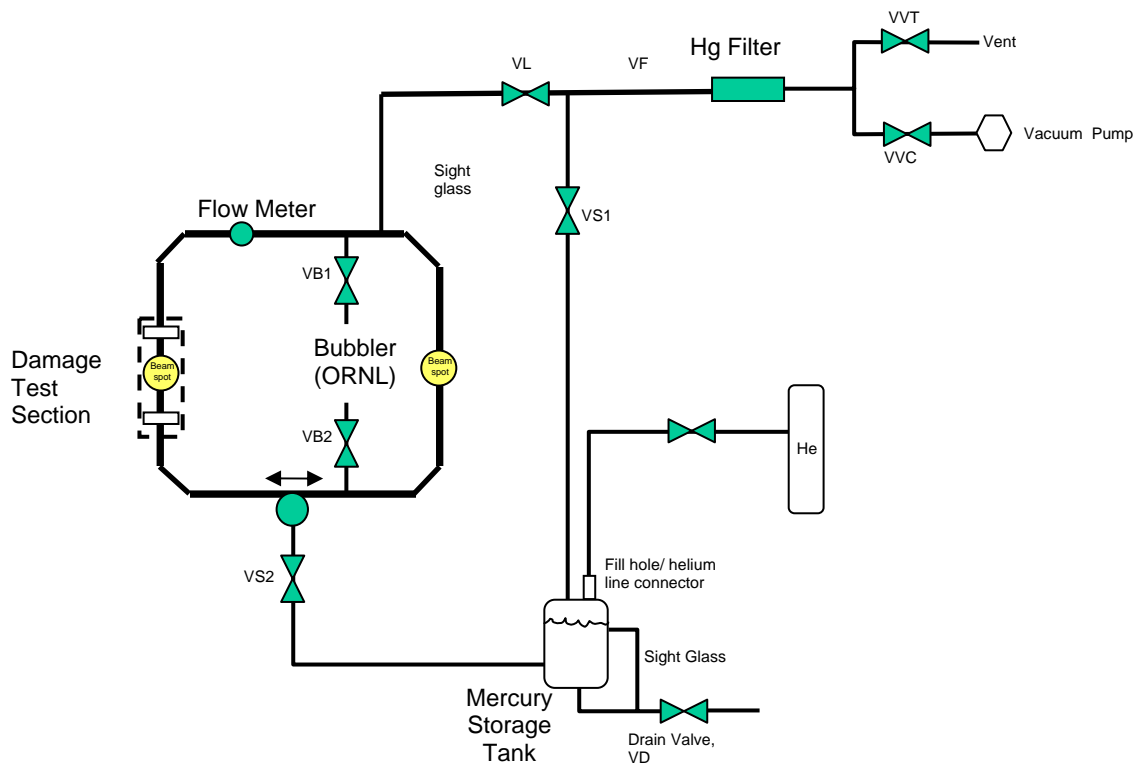 VVT
Hg Filter
Vent
VL
VF
Vacuum Pump
VVC
Sight
glass
Flow Meter
VS1
VB1
Damage
Test
Section
Beam
spot
Bubbler
(ORNL)
Beam
spot
VB2
He
VS2
Fill hole/ helium
line connector
Sight Glass
Mercury
Storage
Tank
Drain Valve,
VD